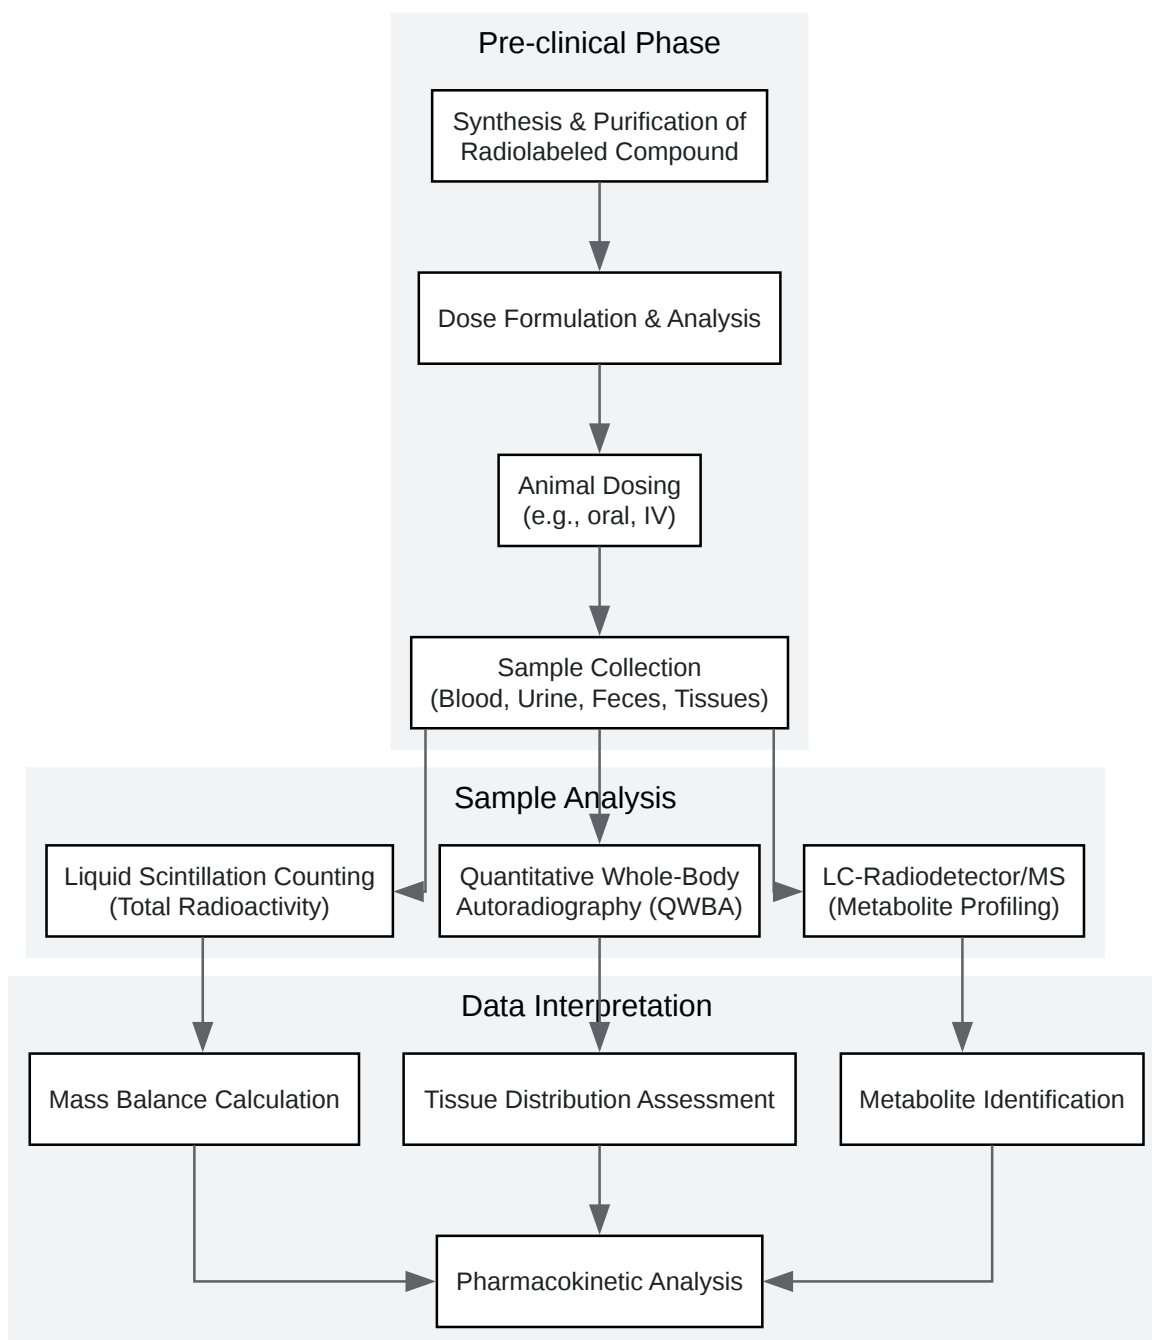 Pre-clinical Phase
Synthesis & Purification of
Radiolabeled Compound
Dose Formulation & Analysis
Animal Dosing
(e.g., oral, IV)
Sample Collection
(Blood, Urine, Feces, Tissues)
Sample Analysis
Liquid Scintillation Counting
(Total Radioactivity)
Quantitative Whole-Body
Autoradiography (QWBA)
LC-Radiodetector/MS
(Metabolite Profiling)
Data Interpretation
Mass Balance Calculation
Tissue Distribution Assessment
Metabolite Identification
Pharmacokinetic Analysis